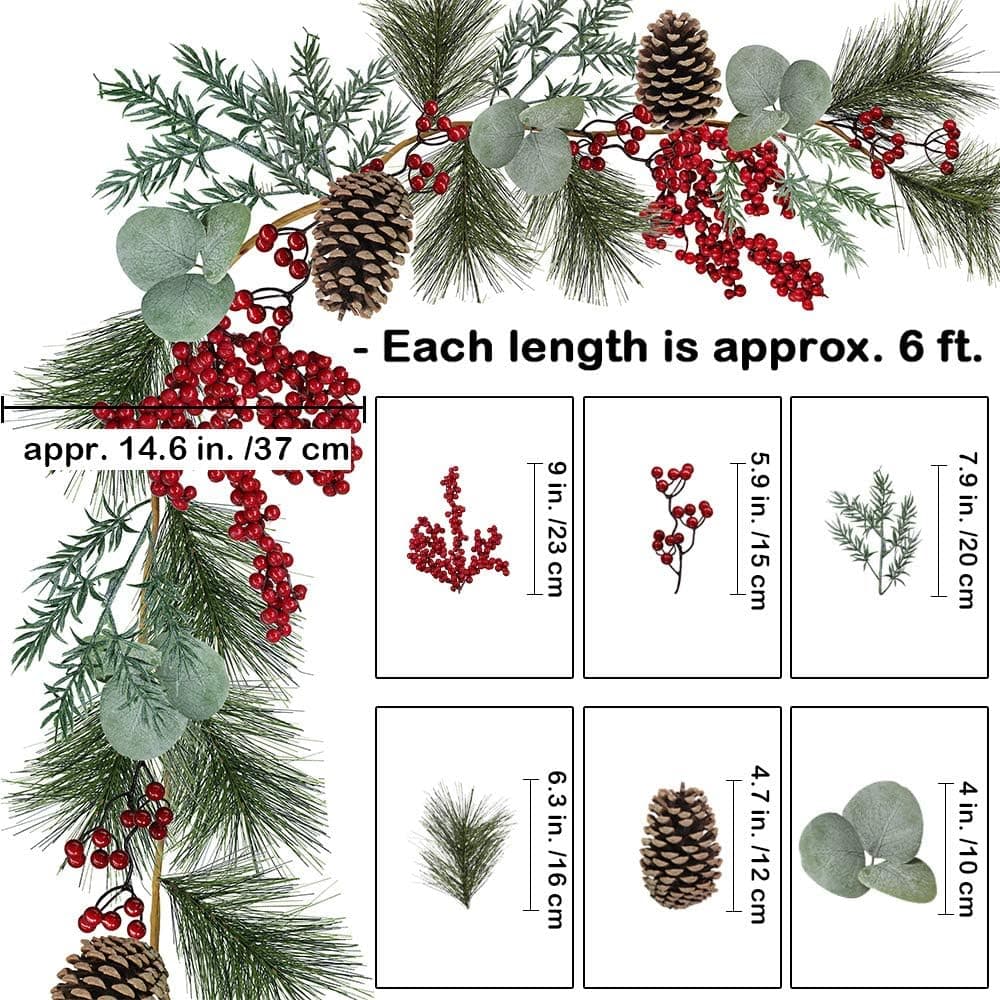 - Each length is approx. 6 ft.
appr. 14.6 in. /37 cm
9 in. /23 cm
5.9 in. /15 cm
7.9 in. /20 cm
6.3 in. /16 cm
4.7 in. /12 cm
4 in. /10 cm